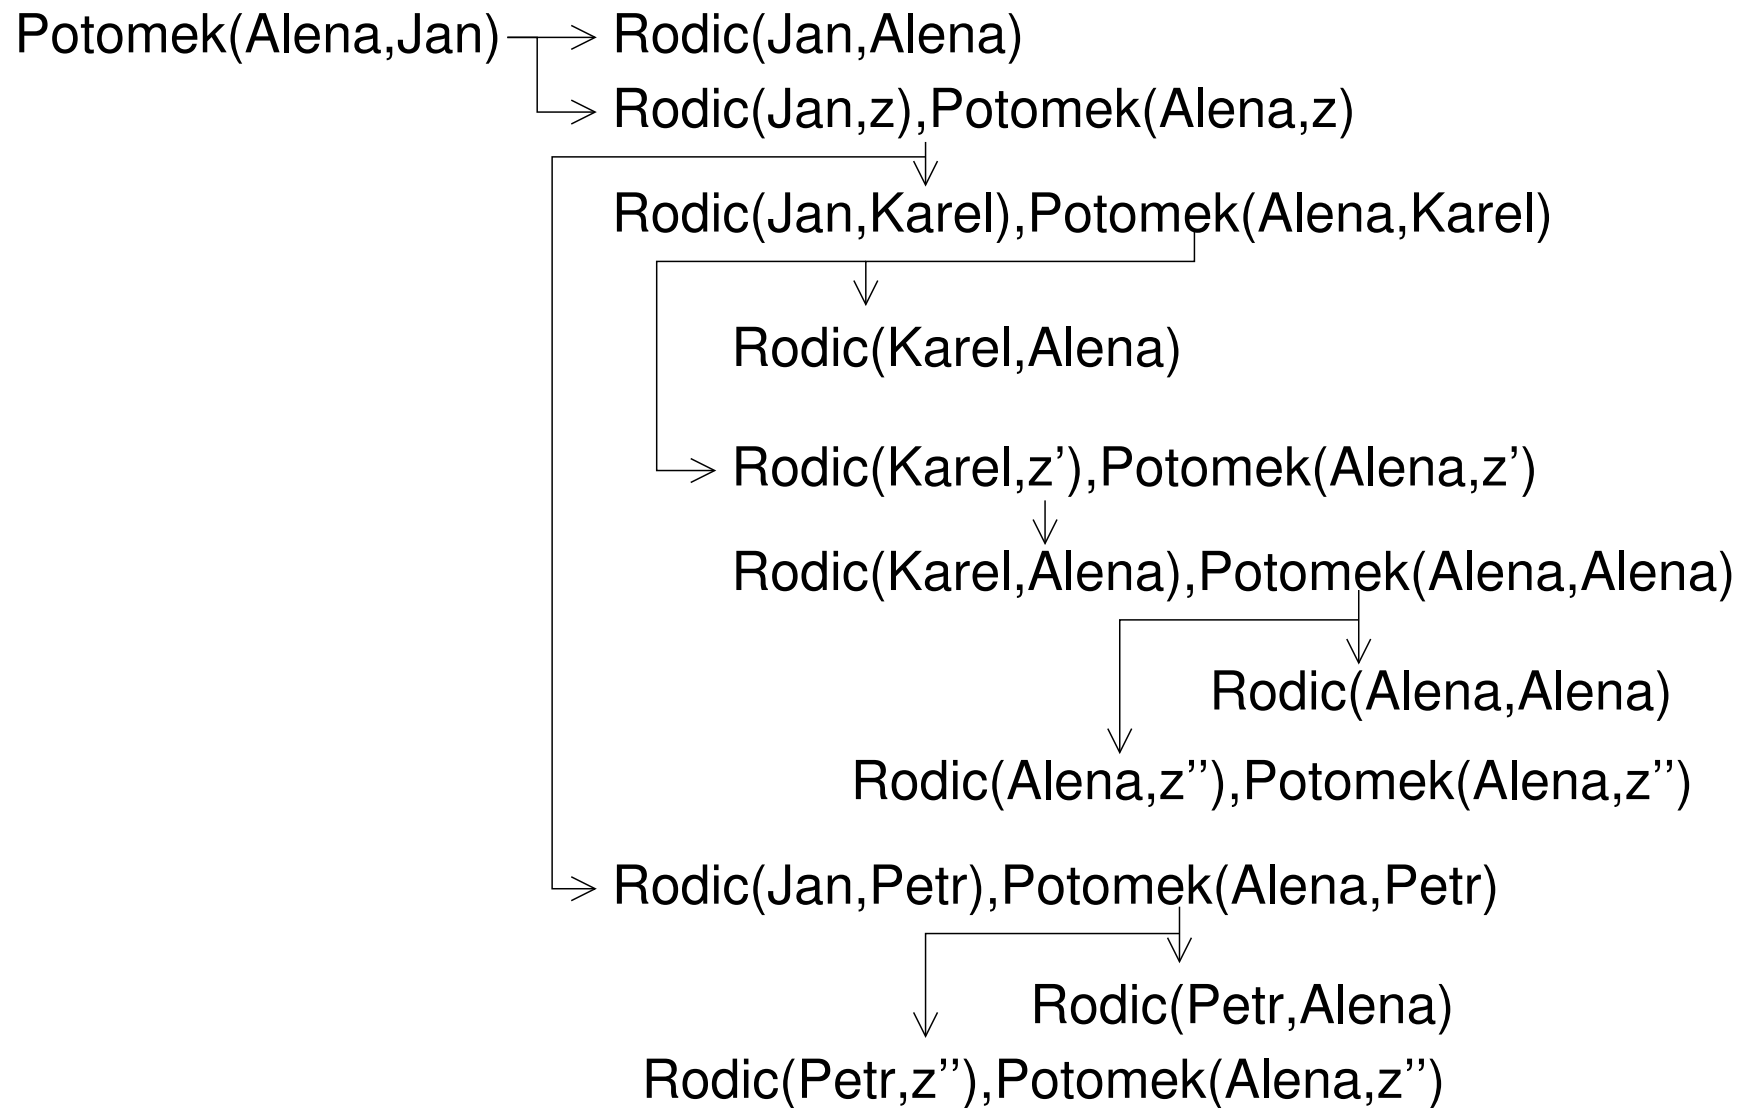 Potomek(Alena,Jan) Rodic(Jan,Alena)
Rodic(Jan,z),Potomek(Alena,z)
Rodic(Jan,Karel),Potomek(Alena,Karel)
Rodic(Karel,Alena)
Rodic(Karel,z'),Potomek(Alena,z')
Rodic(Karel,Alena),Potomek(Alena,Alena)
Rodic(Alena,Alena)
Rodic(Alena,z''),Potomek(Alena,z'')
Rodic(Jan,Petr),Potomek(Alena,Petr)
Rodic(Petr,Alena)
Rodic(Petr,z''),Potomek(Alena,z'')